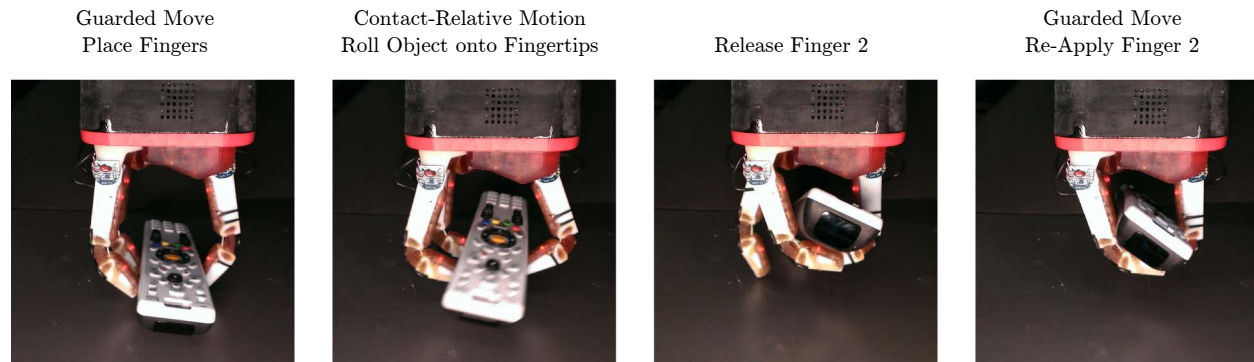 Guarded Move
Place Fingers
Contact-Relative Motion
Roll Object onto Fingertips
Release Finger 2
Guarded Move
Re-Apply Finger 2